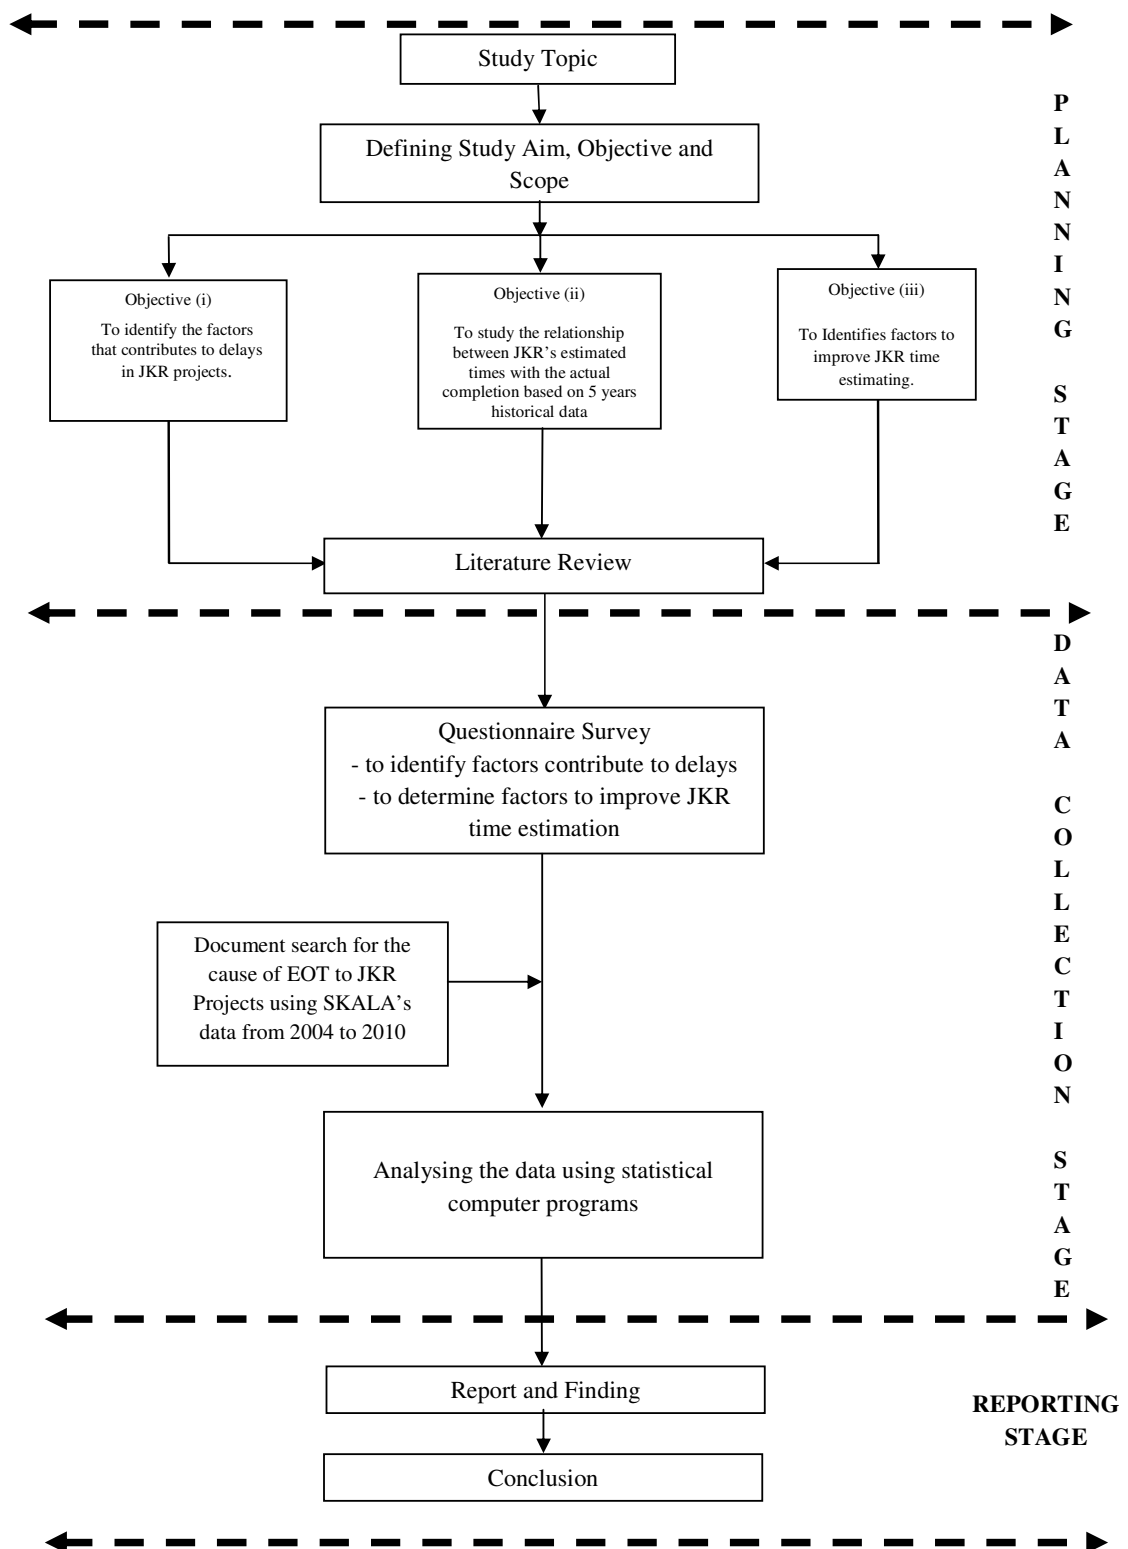 Study Topic
Defining Study Aim, Objective and
Scope
Objective (i)
To identify the factors
that contributes to delays
in JKR projects.
Objective (ii)
To study the relationship
between JKR's estimated
times with the actual
completion based on 5 years
historical data
Objective (iii)
To Identifies factors to
improve JKR time
estimating.
Literature Review
P
L
A
N
N
I
N
G
S
T
A
G
E
Questionnaire Survey
- to identify factors contribute to delays
- to determine factors to improve JKR
time estimation
Document search for the
cause of EOT to JKR
Projects using SKALA's
data from 2004 to 2010
Analysing the data using statistical
computer programs
D
A
T
A
C
O
L
L
E
C
T
I
O
N
S
T
A
G
E
Report and Finding
Conclusion
REPORTING
STAGE